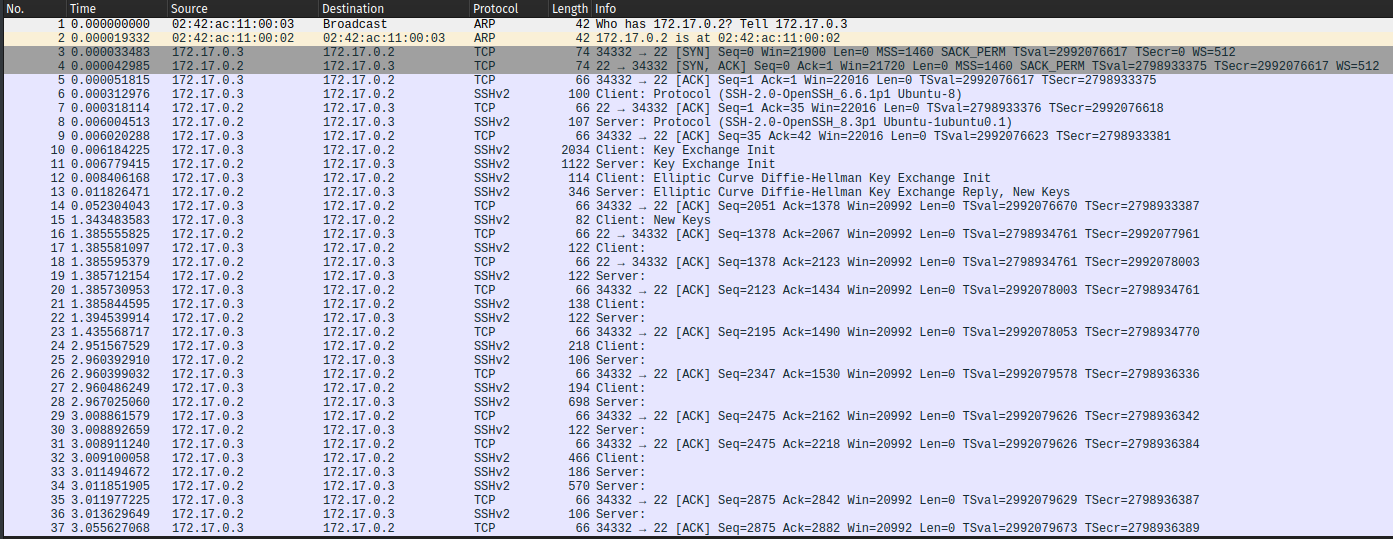 No. Time Source Destination Protocol Length Info
1 0.000000000 02:42:ac:11:00:03 Broadcast ARP 42 Who has 172.17.0.2? Tell 172.17.0.3
2 0.000019332 02:42:ac:11:00:02 02:42:ac:11:00:03 ARP 42 172.17.0.2 is at 02:42:ac:11:00:02
3 0.000033483 172.17.0.3 172.17.0.2 TCP 74 34332 → 22 [SYN] Seq=0 Win=21900 Len=0 MSS=1460 SACK_PERM TSval=2992076617 TSecr=0 WS=512
4 0.000042985 172.17.0.2 172.17.0.3 TCP 74 22 → 34332 [SYN, ACK] Seq=0 Ack=1 Win=21720 Len=0 MSS=1460 SACK_PERM TSval=2798933375 TSecr=2992076617 WS=512
5 0.000051815 172.17.0.3 172.17.0.2 TCP 66 34332 → 22 [ACK] Seq=1 Ack=1 Win=22016 Len=0 TSval=2992076617 TSecr=2798933375
6 0.000312976 172.17.0.3 172.17.0.2 SSHv2 100 Client: Protocol (SSH-2.0-OpenSSH_6.6.1p1 Ubuntu-8)
7 0.000318114 172.17.0.2 172.17.0.3 TCP 66 22 → 34332 [ACK] Seq=1 Ack=35 Win=22016 Len=0 TSval=2798933376 TSecr=2992076618
8 0.006004513 172.17.0.2 172.17.0.3 SSHv2 107 Server: Protocol (SSH-2.0-OpenSSH_8.3p1 Ubuntu-1ubuntu0.1)
9 0.006020288 172.17.0.3 172.17.0.2 TCP 66 34332 → 22 [ACK] Seq=35 Ack=42 Win=22016 Len=0 TSval=2992076623 TSecr=2798933381
10 0.006184225 172.17.0.3 172.17.0.2 SSHv2 2034 Client: Key Exchange Init
11 0.006779415 172.17.0.2 172.17.0.3 SSHv2 1122 Server: Key Exchange Init
12 0.008406168 172.17.0.3 172.17.0.2 SSHv2 114 Client: Elliptic Curve Diffie-Hellman Key Exchange Init
13 0.011826471 172.17.0.2 172.17.0.3 SSHv2 346 Server: Elliptic Curve Diffie-Hellman Key Exchange Reply, New Keys
14 0.052304043 172.17.0.3 172.17.0.2 TCP 66 34332 → 22 [ACK] Seq=2051 Ack=1378 Win=20992 Len=0 TSval=2992076670 TSecr=2798933387
15 1.343483583 172.17.0.3 172.17.0.2 SSHv2 82 Client: New Keys
16 1.385555825 172.17.0.2 172.17.0.3 TCP 66 22 → 34332 [ACK] Seq=1378 Ack=2067 Win=20992 Len=0 TSval=2798934761 TSecr=2992077961
17 1.385581097 172.17.0.3 172.17.0.2 SSHv2 122 Client:
18 1.385595379 172.17.0.2 172.17.0.3 TCP 66 22 → 34332 [ACK] Seq=1378 Ack=2123 Win=20992 Len=0 TSval=2798934761 TSecr=2992078003
19 1.385712154 172.17.0.2 172.17.0.3 SSHv2 122 Server:
20 1.385730953 172.17.0.3 172.17.0.2 TCP 66 34332 → 22 [ACK] Seq=2123 Ack=1434 Win=20992 Len=0 TSval=2992078003 TSecr=2798934761
21 1.385844595 172.17.0.3 172.17.0.2 SSHv2 138 Client:
22 1.394539914 172.17.0.2 172.17.0.3 SSHv2 122 Server:
23 1.435568717 172.17.0.3 172.17.0.2 TCP 66 34332 → 22 [ACK] Seq=2195 Ack=1490 Win=20992 Len=0 TSval=2992078053 TSecr=2798934770
24 2.951567529 172.17.0.3 172.17.0.2 SSHv2 218 Client:
25 2.960392910 172.17.0.2 172.17.0.3 SSHv2 106 Server:
26 2.960399032 172.17.0.3 172.17.0.2 TCP 66 34332 → 22 [ACK] Seq=2347 Ack=1530 Win=20992 Len=0 TSval=2992079578 TSecr=2798936336
27 2.960486249 172.17.0.3 172.17.0.2 SSHv2 194 Client:
28 2.967025060 172.17.0.2 172.17.0.3 SSHv2 698 Server:
29 3.008861579 172.17.0.3 172.17.0.2 TCP 66 34332 → 22 [ACK] Seq=2475 Ack=2162 Win=20992 Len=0 TSval=2992079626 TSecr=2798936342
30 3.008892659 172.17.0.2 172.17.0.3 SSHv2 122 Server:
31 3.008911240 172.17.0.3 172.17.0.2 TCP 66 34332 → 22 [ACK] Seq=2475 Ack=2218 Win=20992 Len=0 TSval=2992079626 TSecr=2798936384
32 3.009100058 172.17.0.3 172.17.0.2 SSHv2 466 Client:
33 3.011494672 172.17.0.2 172.17.0.3 SSHv2 186 Server:
34 3.011851905 172.17.0.2 172.17.0.3 SSHv2 570 Server:
35 3.011977225 172.17.0.3 172.17.0.2 TCP 66 34332 → 22 [ACK] Seq=2875 Ack=2842 Win=20992 Len=0 TSval=2992079629 TSecr=2798936387
36 3.013629649 172.17.0.2 172.17.0.3 SSHv2 106 Server:
37 3.055627068 172.17.0.3 172.17.0.2 TCP 66 34332 → 22 [ACK] Seq=2875 Ack=2882 Win=20992 Len=0 TSval=2992079673 TSecr=2798936389